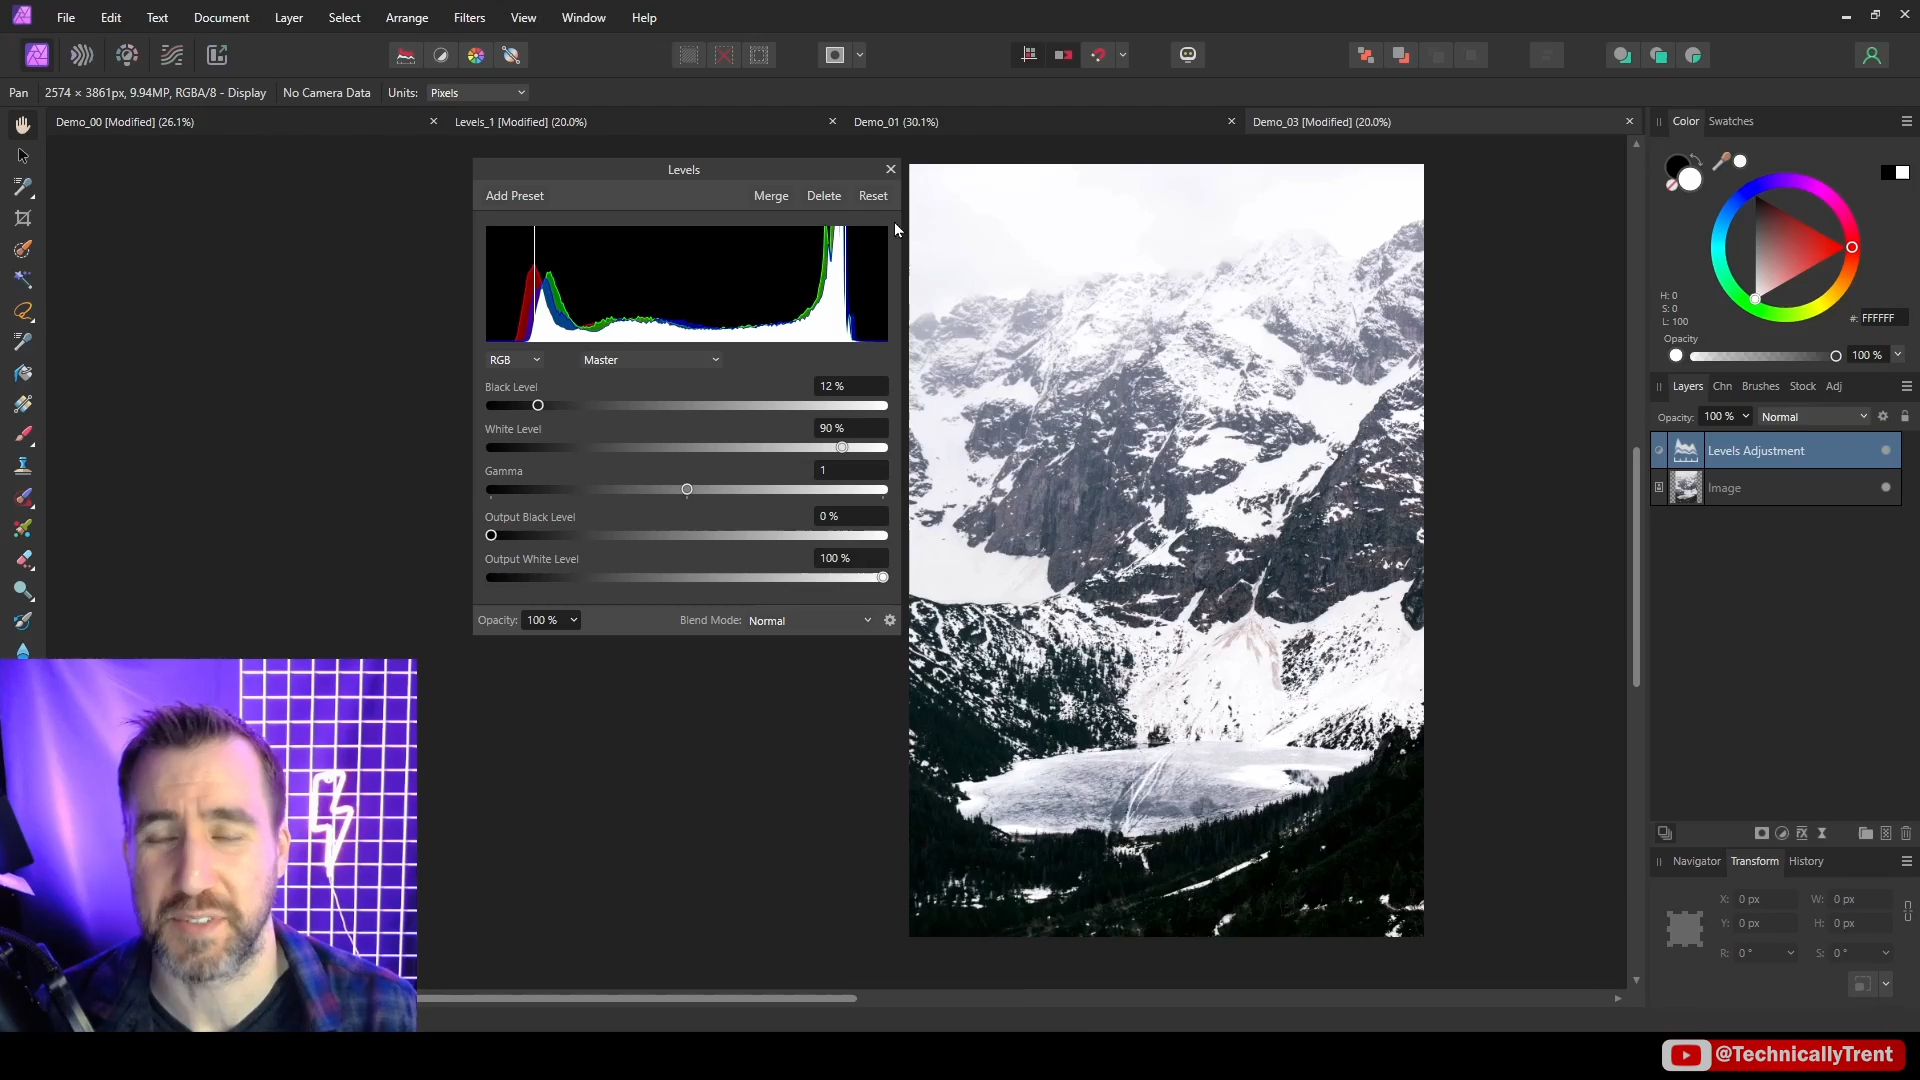 File Edit Text Document Layer Select Arrange Filters View Window Help
Pan 2574 × 3861px, 9.94MP, RGBA/8 - Display No Camera Data Units: Pixels
Demo_00 [Modified] (26.1%) Levels_1 [Modified] (20.0%) Demo_01 (30.1%) Demo_03 [Modified] (20.0%)
Color Swatches
Levels
Add Preset Merge Delete Reset
H: 0
S: 0
L: 100
#: FFFFFF
Opacity
100 %
RGB Master
Black Level 12 %
White Level 90 %
Gamma 1
Output Black Level 0 %
Output White Level 100 %
Opacity: 100 % Blend Mode: Normal
Layers Chn Brushes Stock Adj
Opacity: 100 % Normal
Levels Adjustment
Image
Navigator Transform History
X: 0 px W: 0 px
Y: 0 px H: 0 px
R: 0 ° S: 0 °
@TechnicallyTrent